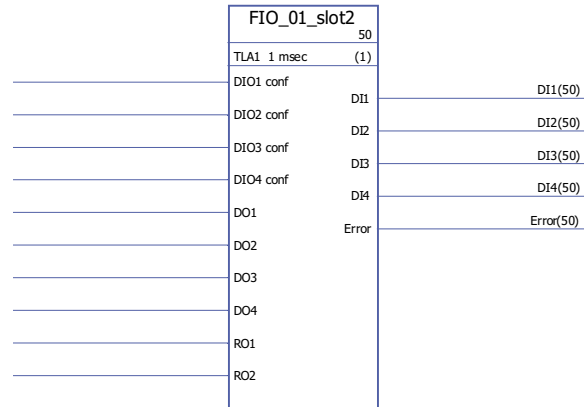 FIO_01_slot2
50
TLA1 1 msec (1)
DIO1 conf
DI1 DI1(50)
DIO2 conf
DI2 DI2(50)
DIO3 conf
DI3 DI3(50)
DIO4 conf
DI4 DI4(50)
DO1
Error Error(50)
DO2
DO3
DO4
RO1
RO2